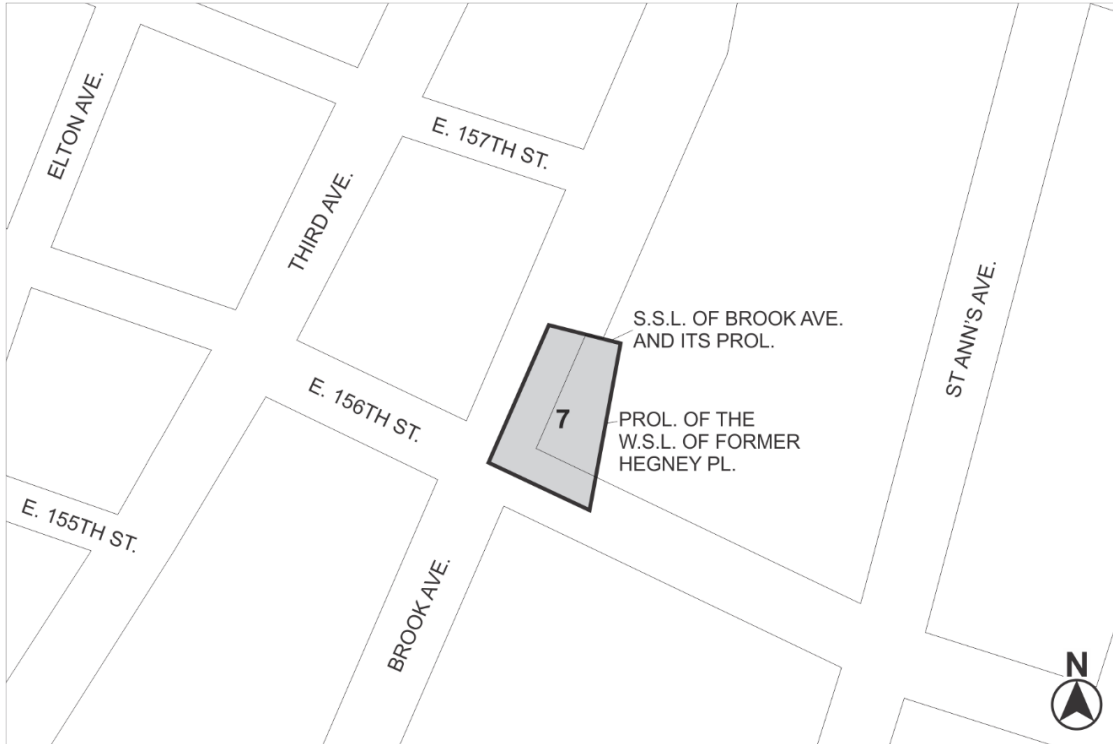 ELTON AVE.
E. 157TH ST.
THIRD AVE.
S.S.L. OF BROOK AVE.
AND ITS PROL.
ST ANN'S AVE.
E. 156TH ST.
7
PROL. OF THE
W.S.L. OF FORMER
HEGNEY PL.
E. 155TH ST.
BROOK AVE.
N